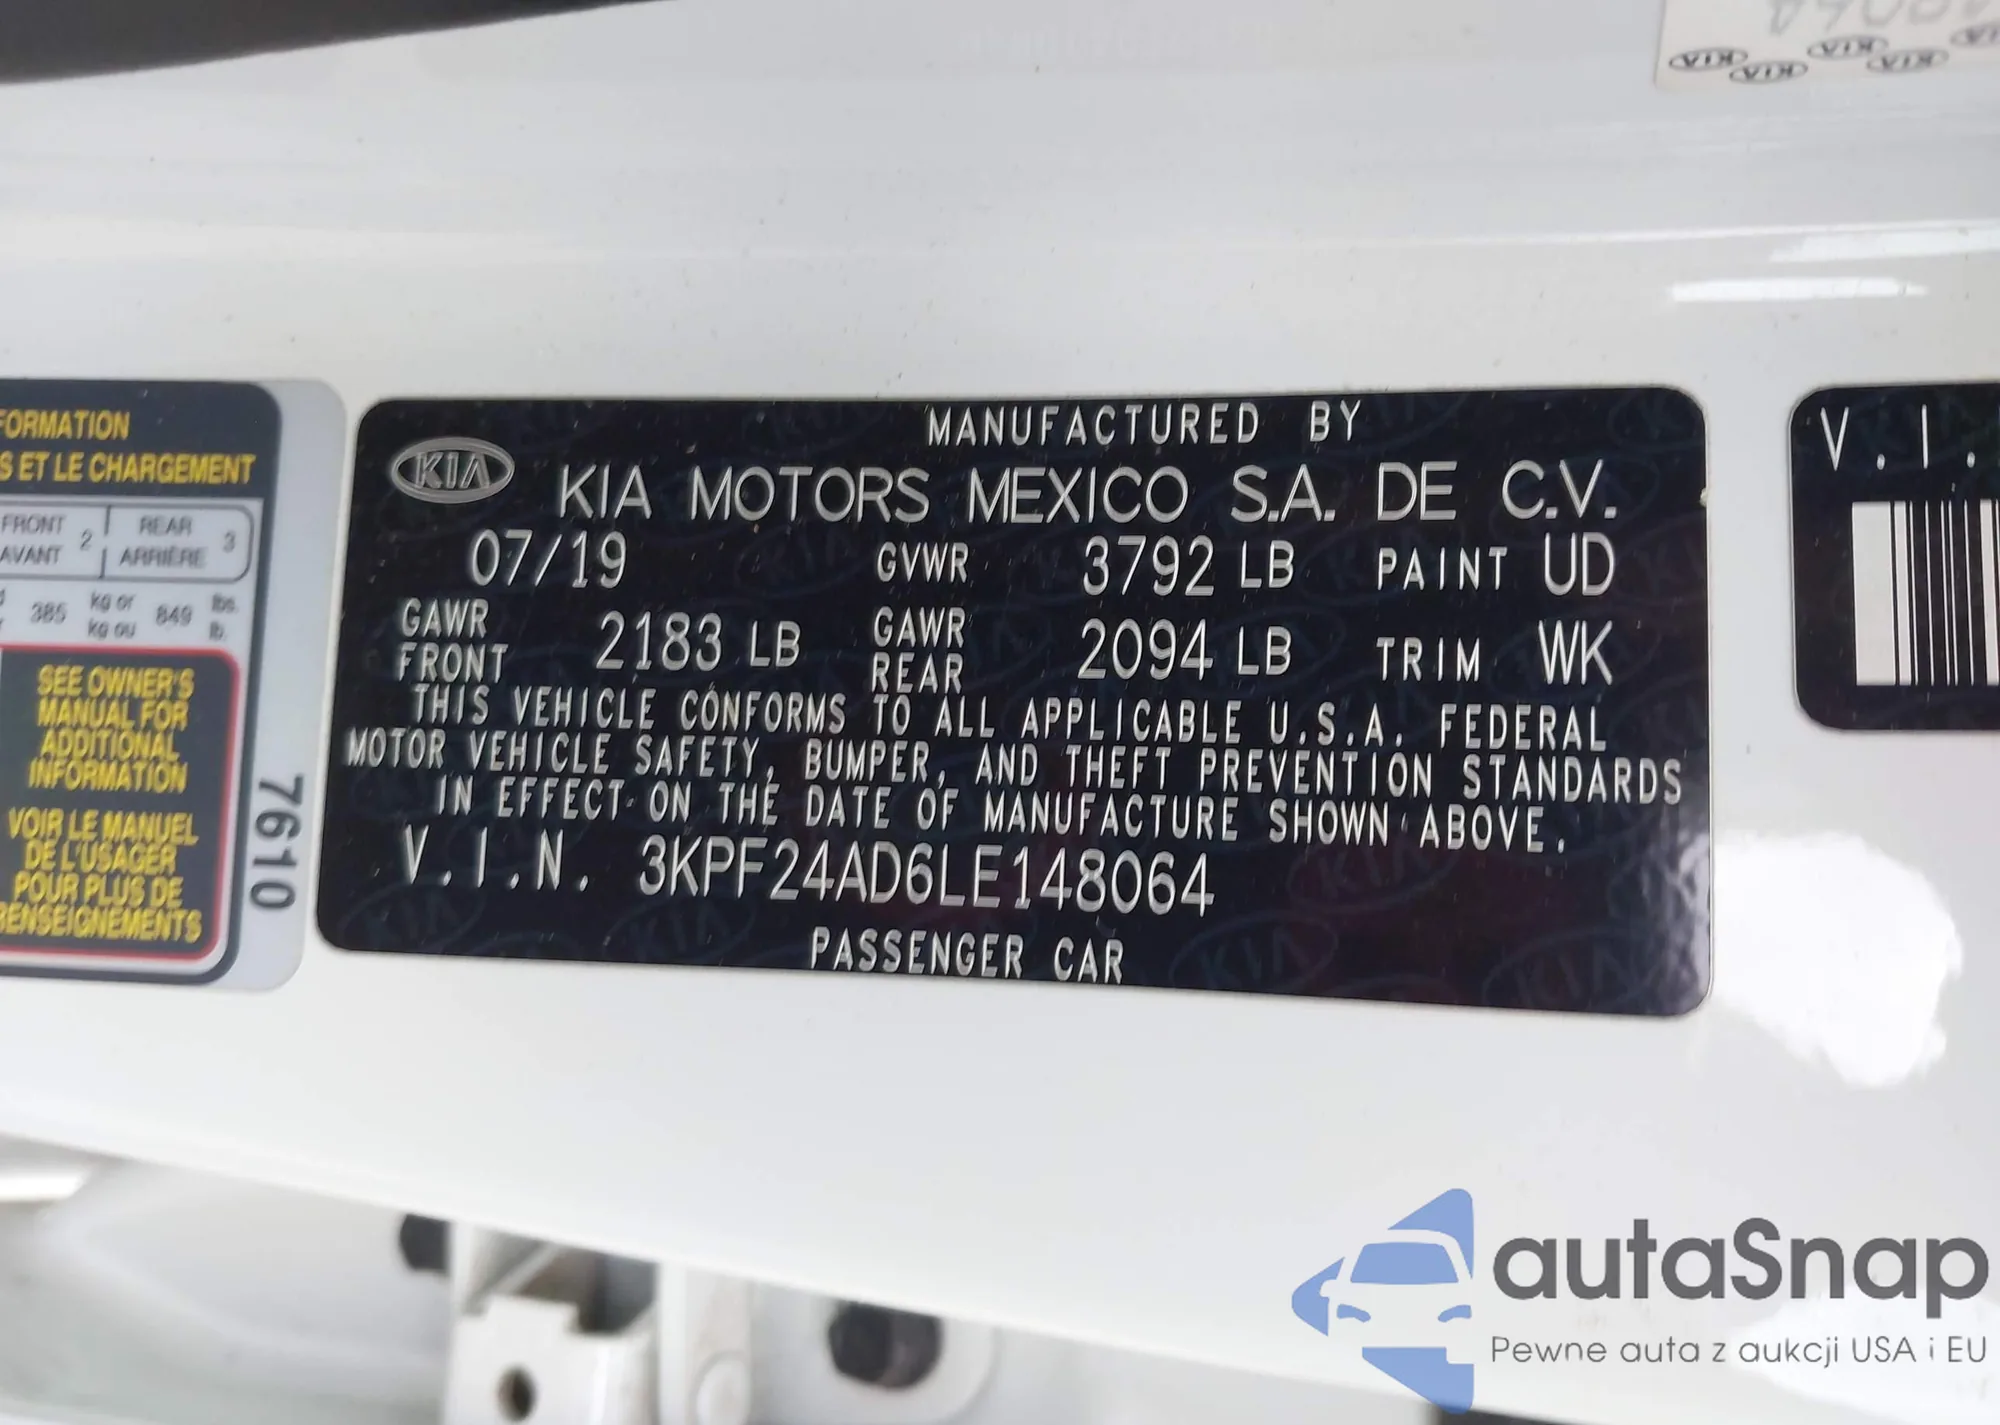 KIA KIA KIA KIA
FORMATION
S ET LE CHARGEMENT
FRONT 2 REAR 3
AVANT ARRIÈRE
385 kg or 849 lbs.
kg ou lb.
SEE OWNER'S
MANUAL FOR
ADDITIONAL
INFORMATION
VOIR LE MANUEL
DE L'USAGER
POUR PLUS DE
RENSEIGNEMENTS
7610
MANUFACTURED BY
KIA KIA MOTORS MEXICO S.A. DE C.V.
07/19 GVWR 3792 LB PAINT UD
GAWR FRONT 2183 LB GAWR REAR 2094 LB TRIM WK
THIS VEHICLE CONFORMS TO ALL APPLICABLE U.S.A. FEDERAL
MOTOR VEHICLE SAFETY, BUMPER, AND THEFT PREVENTION STANDARDS
IN EFFECT ON THE DATE OF MANUFACTURE SHOWN ABOVE.
V.I.N. 3KPF24AD6LE148064
PASSENGER CAR
V.I.
autaSnap
Pewne auta z aukcji USA i EU